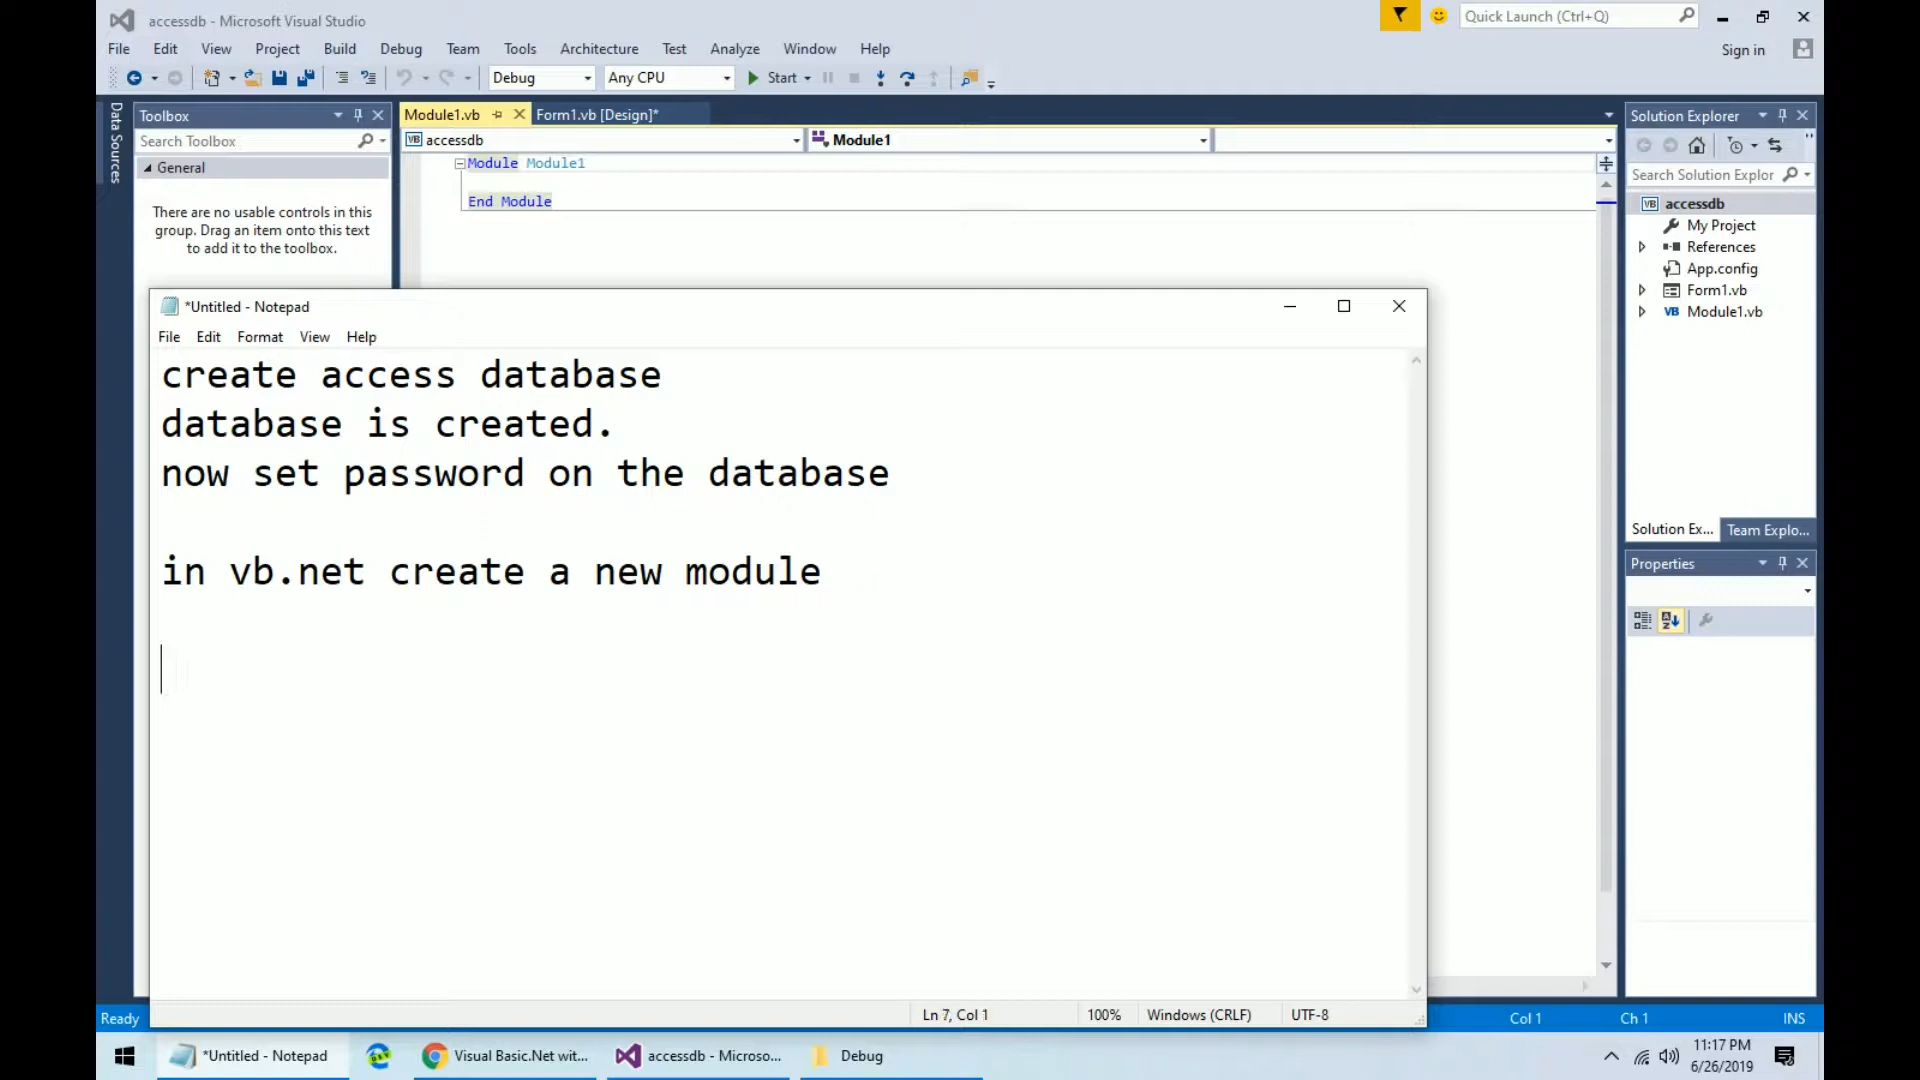 accessdb - Microsoft Visual Studio
Quick Launch (Ctrl+Q)
File Edit View Project Build Debug Team Tools Architecture Test Analyze Window Help
Sign in
Debug Any CPU Start
Data Sources
Toolbox
Search Toolbox
General
There are no usable controls in this
group. Drag an item onto this text
to add it to the toolbox.
Module1.vb Form1.vb [Design]*
VB accessdb Module1
Module Module1
End Module
Solution Explorer
Search Solution Explor
VB accessdb
My Project
References
App.config
Form1.vb
VB Module1.vb
Solution Ex... Team Explo...
Properties
*Untitled - Notepad
File Edit Format View Help
create access database
database is created.
now set password on the database
in vb.net create a new module
Ln 7, Col 1 100% Windows (CRLF) UTF-8
Ready Col 1 Ch 1 INS
*Untitled - Notepad Visual Basic.Net wit... accessdb - Microso... Debug
11:17 PM
6/26/2019